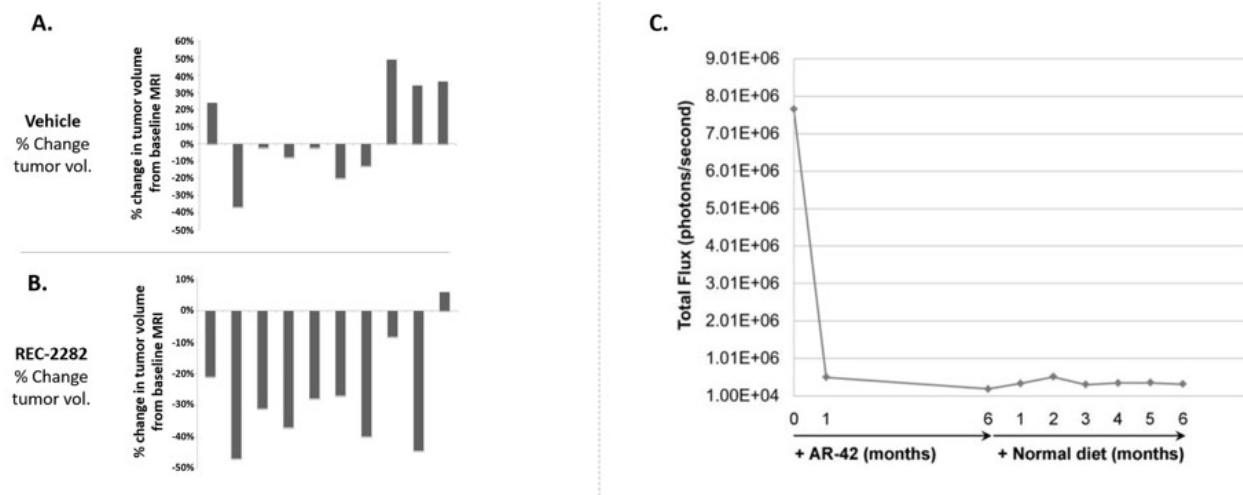 A.
Vehicle
% Change
tumor vol.
% change in tumor volume
from baseline MRI
60%
50%
40%
30%
20%
10%
0%
-10%
-20%
-30%
-40%
-50%
B.
REC-2282
% Change
tumor vol.
% change in tumor volume
from baseline MRI
10%
0%
-10%
-20%
-30%
-40%
-50%
C.
Total Flux (photons/second)
9.01E+06
8.01E+06
7.01E+06
6.01E+06
5.01E+06
4.01E+06
3.01E+06
2.01E+06
1.01E+06
1.00E+04
0 1 6 1 2 3 4 5 6
+ AR-42 (months) + Normal diet (months)